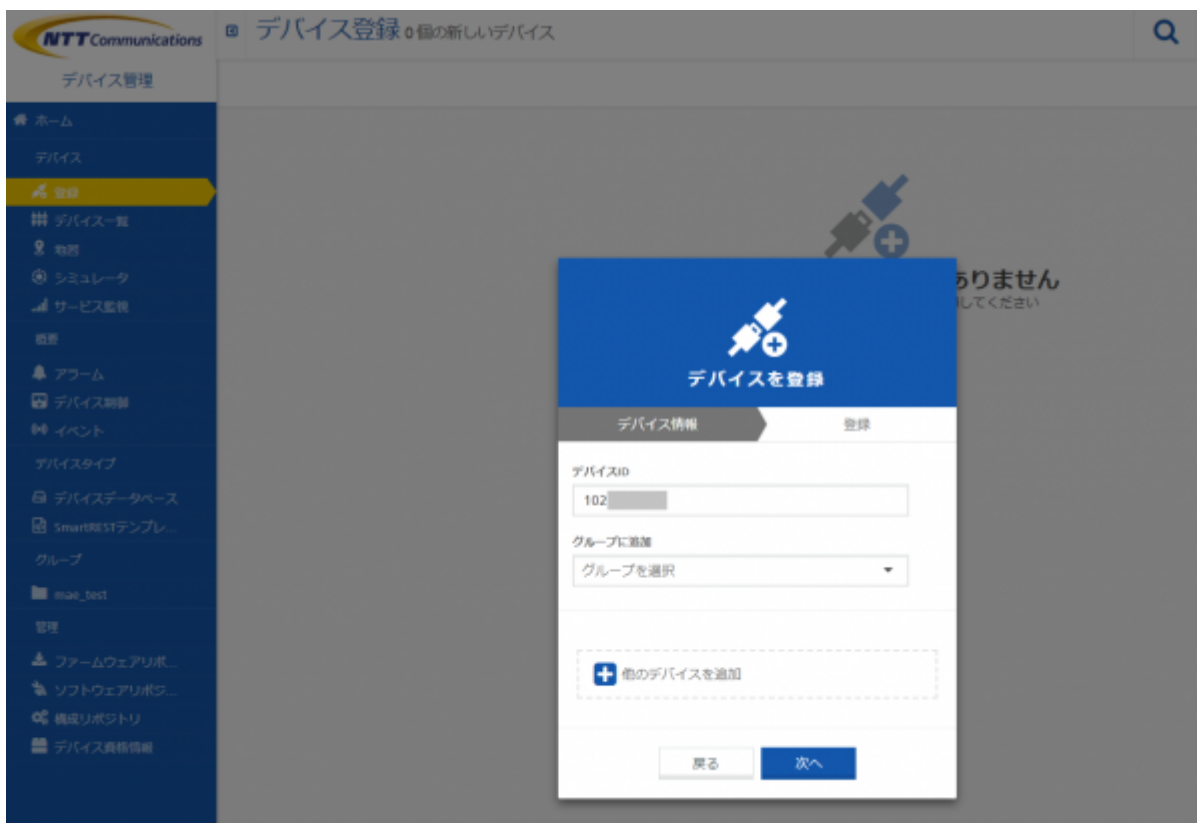 NTT Communications
デバイス管理
デバイス登録 0 個の新しいデバイス
ホーム
デバイス
登録
デバイス一覧
地図
シミュレータ
サービス監視
概要
アラーム
デバイス制御
イベント
デバイスタイプ
デバイスデータベース
SmartRESTテンプレ...
グループ
mae_test
管理
ファームウェアリポ...
ソフトウェアリポジ...
構成リポジトリ
デバイス資格情報
ありません
してください
デバイスを登録
デバイス情報
登録
デバイスID
102
グループに追加
グループを選択
他のデバイスを追加
戻る
次へ